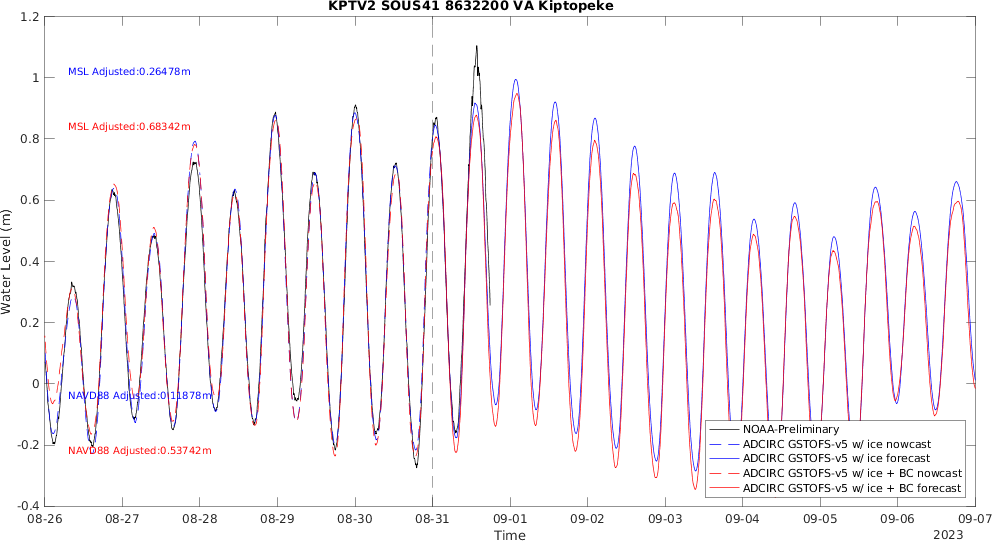 KPTV2 SOUS41 8632200 VA Kiptopeke
1.2
1
0.8
0.6
0.4
0.2
0
-0.2
-0.4
Water Level (m)
MSL Adjusted:0.26478m
MSL Adjusted:0.68342m
NAVD88 Adjusted:0.11878m
NAVD88 Adjusted:0.53742m
NOAA-Preliminary
ADCIRC GSTOFS-v5 w/ ice nowcast
ADCIRC GSTOFS-v5 w/ ice forecast
ADCIRC GSTOFS-v5 w/ ice + BC nowcast
ADCIRC GSTOFS-v5 w/ ice + BC forecast
08-26 08-27 08-28 08-29 08-30 08-31 09-01 09-02 09-03 09-04 09-05 09-06 09-07
Time
2023